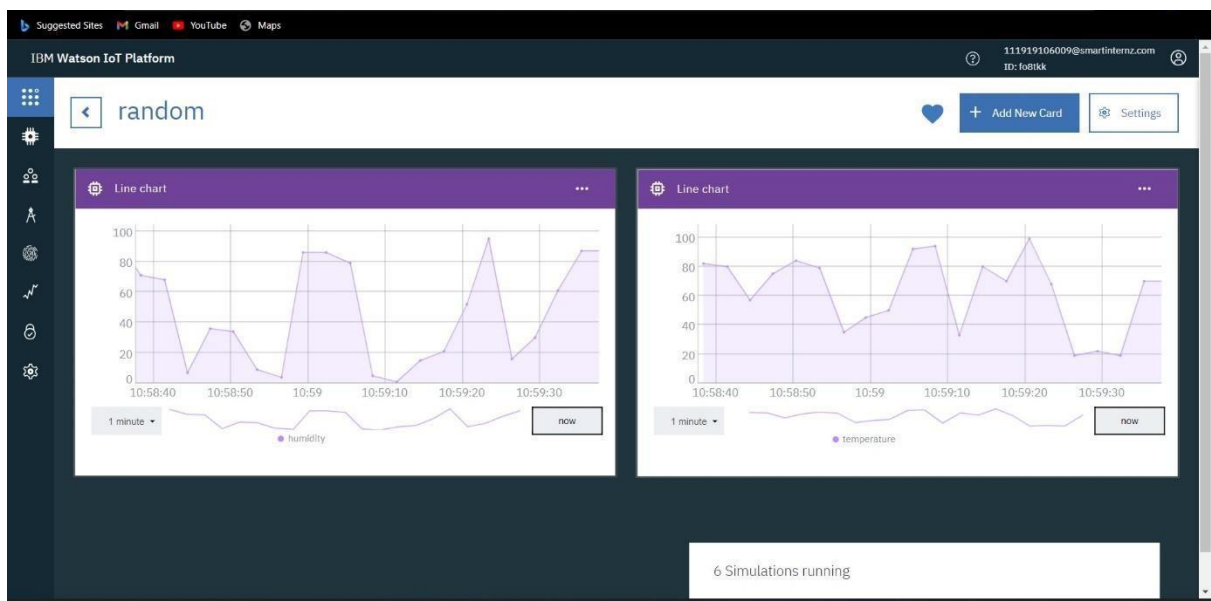 Suggested Sites Gmail YouTube Maps
IBM Watson IoT Platform
111919106009@smartinternz.com
ID: fo8tkk
random
+ Add New Card
Settings
Line chart
100
80
60
40
20
0
10:58:40 10:58:50 10:59 10:59:10 10:59:20 10:59:30
1 minute
now
humidity
Line chart
100
80
60
40
20
0
10:58:40 10:58:50 10:59 10:59:10 10:59:20 10:59:30
1 minute
now
temperature
6 Simulations running